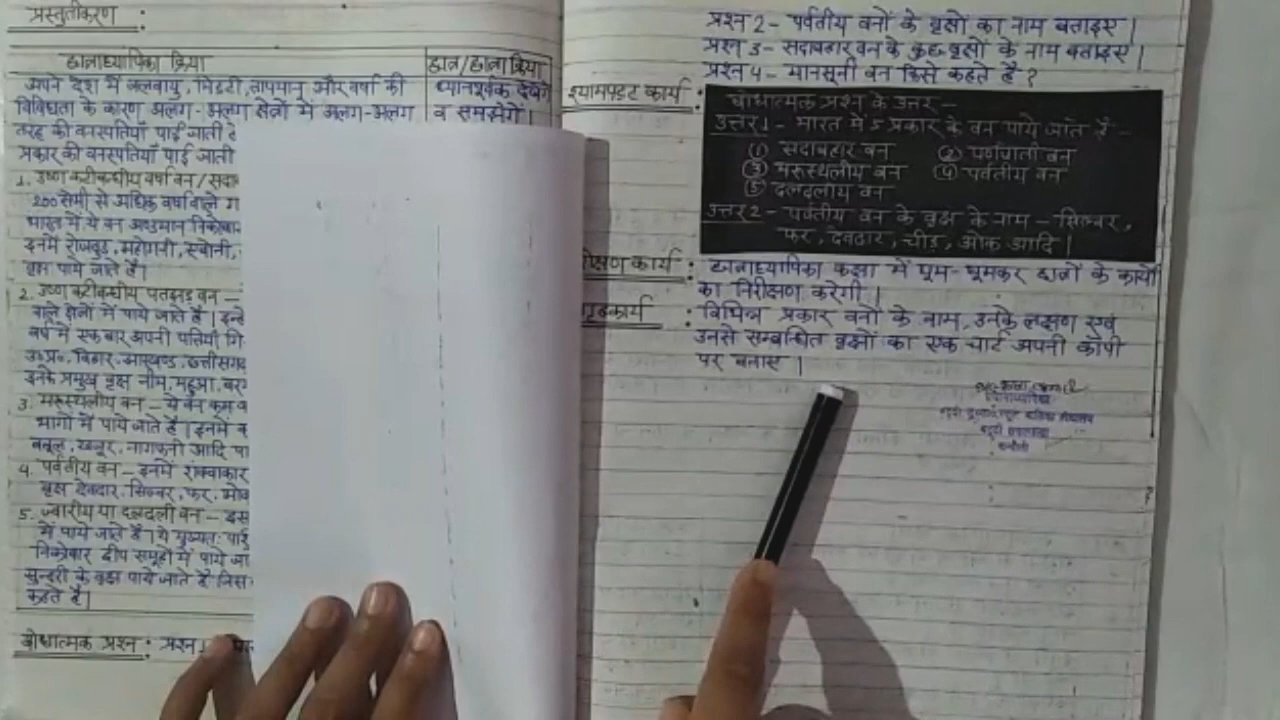 प्रस्तुतीकरण :
छात्राध्यापिका क्रिया
छात्र/छात्रा क्रिया
अपने देश में जलवायु, मिट्टी, तापमान और वर्षा की
ध्यानपूर्वक देखेंगे
विविधता के कारण अलग-अलग क्षेत्रों में अलग-अलग
व समझेंगे।
तरह की वनस्पतियाँ पाई जाती है
प्रकार की वनस्पतियाँ पाई जाती
1. उष्ण कटिबन्धीय वर्षा वन/
200 सेमी से अधिक वर्षा वाले
भारत में ये वन अण्डमान निकोबार
इनमें रोजवुड, महोगनी,
वृक्ष पाये जाते हैं।
2. उष्ण कटीबन्धीय पतझड़ वन -
वाले क्षेत्रों में पाये जाते हैं। इन्हें
वर्ष में एक बार अपनी पत्तियाँ
उ०प्र०, बिहार, झारखण्ड, छत्तीसगढ़
इनके प्रमुख वृक्ष नीम, महुआ,
3. मरुस्थलीय वन - ये वन कम व
भागों में पाये जाते हैं। इनमें
बबूल, खजूर, नागफनी आदि पा
4. पर्वतीय वन - इनमें शंक्वाकार
वृक्ष देवदार, सिल्वर, फर, ओक
5. ज्वारीय या दलदली वन -
में पाये जाते हैं। ये मुख्यतः
निकोबार द्वीप समूहों में पाये जा
सुन्दरी के वृक्ष पाये जाते हैं जिस
कहते हैं।
बोधात्मक प्रश्न : प्रश्न 1
प्रश्न 2- पर्वतीय वनों के वृक्षों का नाम बताइए।
प्रश्न 3- सदाबहार वन के कुछ वृक्षों के नाम बताइए।
प्रश्न 4- मानसूनी वन किसे कहते हैं ?
श्यामपट्ट कार्य :
बोधात्मक प्रश्न के उत्तर -
उत्तर 1- भारत में 5 प्रकार के वन पाये जाते हैं -
① सदाबहार वन ② पर्णपाती वन
③ मरुस्थलीय वन ④ पर्वतीय वन
⑤ दलदलीय वन
उत्तर 2- पर्वतीय वन के वृक्ष के नाम - सिल्वर,
फर, देवदार, चीड़, ओक आदि।
कार्य : छात्राध्यापिका कक्षा में घूम-घूमकर छात्रों के कार्यों
का निरीक्षण करेगी।
गृहकार्य : विभिन्न प्रकार वनों के नाम, उनके लक्षण एवं
उनसे सम्बन्धित वृक्षों का एक चार्ट अपनी कॉपी
पर बनाए।